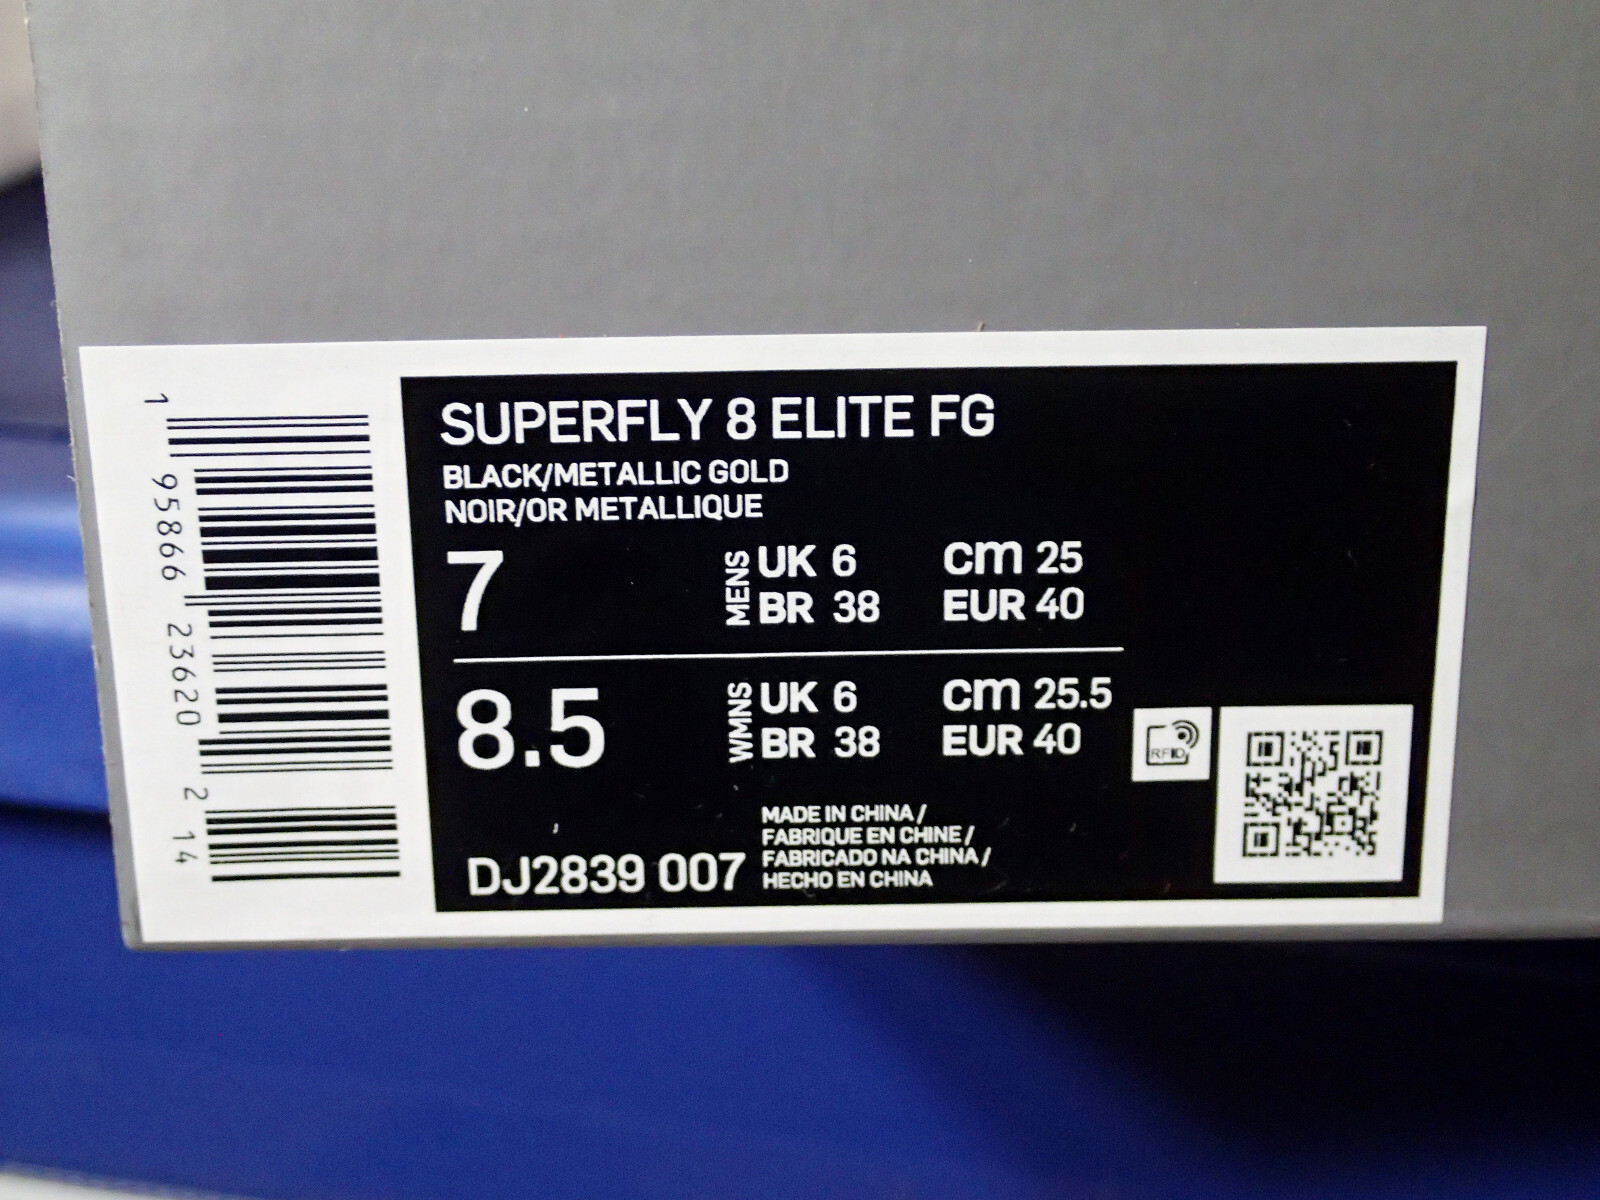 SUPERFLY 8 ELITE FG
BLACK/METALLIC GOLD
NOIR/OR METALLIQUE
7 MENS UK 6 cm 25
BR 38 EUR 40
8.5 WMNS UK 6 cm 25.5
BR 38 EUR 40
RFID
MADE IN CHINA /
FABRIQUE EN CHINE /
FABRICADO NA CHINA /
HECHO EN CHINA
DJ2839 007
1 95866 23620 2 14